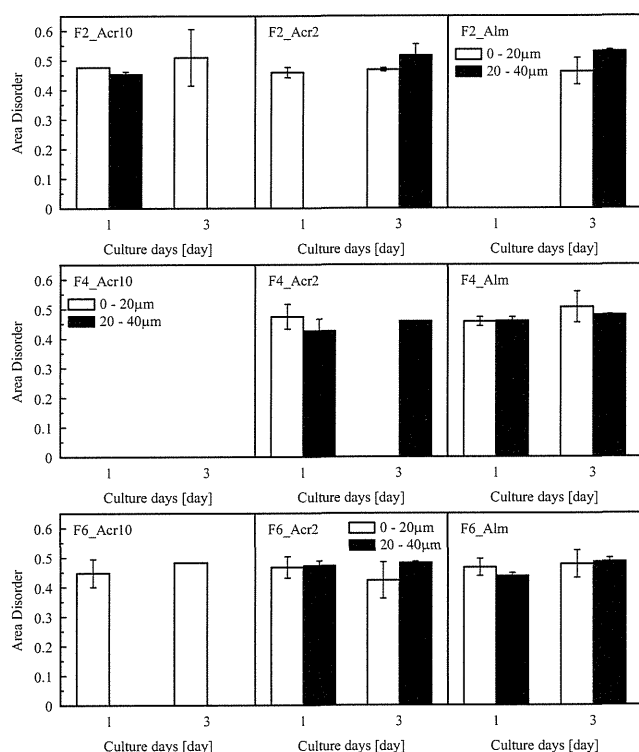 F2_Acr10 F2_Acr2 F2_Alm
0 - 20µm
20 - 40µm
0.6
0.5
0.4
0.3
0.2
0.1
0
Area Disorder
1 3 1 3 1 3
Culture days [day] Culture days [day] Culture days [day]
F4_Acr10 F4_Acr2 F4_Alm
0 - 20µm
20 - 40µm
0.6
0.5
0.4
0.3
0.2
0.1
0
Area Disorder
1 3 1 3 1 3
Culture days [day] Culture days [day] Culture days [day]
F6_Acr10 F6_Acr2 F6_Alm
0 - 20µm
20 - 40µm
0.6
0.5
0.4
0.3
0.2
0.1
0
Area Disorder
1 3 1 3 1 3
Culture days [day] Culture days [day] Culture days [day]